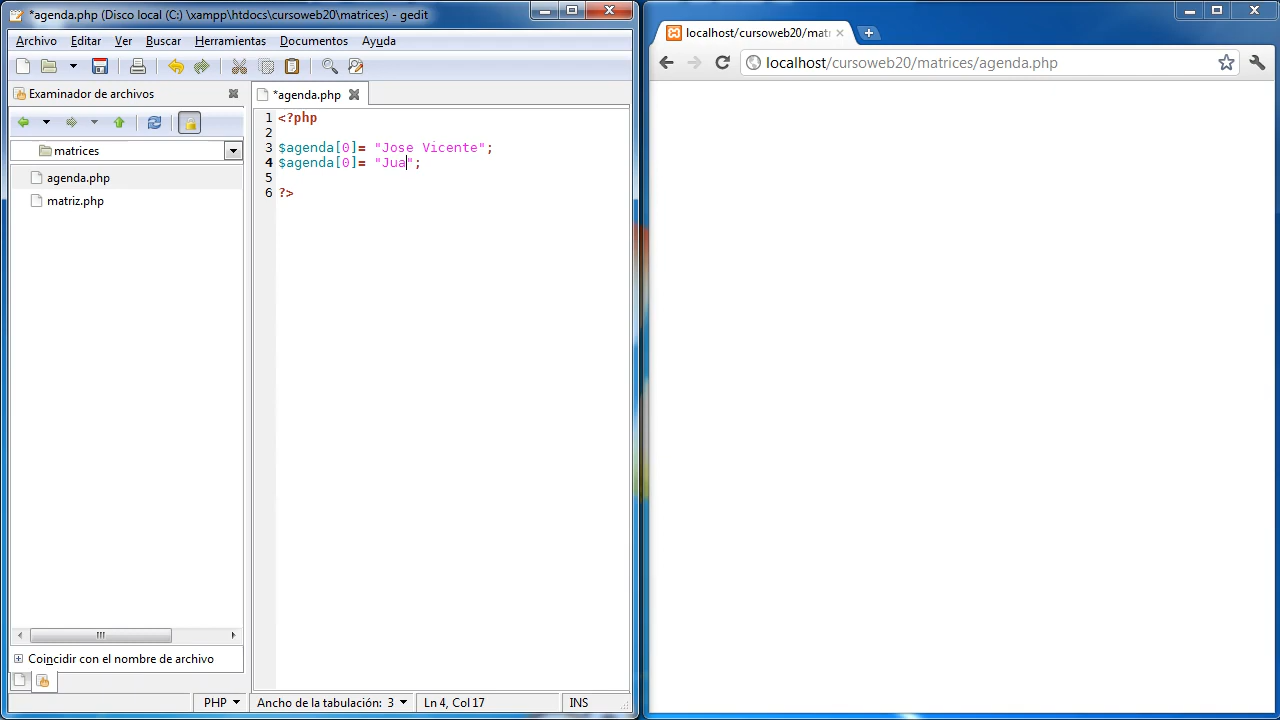 *agenda.php (Disco local (C:) \xampp\htdocs\cursoweb20\matrices) - gedit
Archivo Editar Ver Buscar Herramientas Documentos Ayuda
Examinador de archivos
matrices
agenda.php
matriz.php
Coincidir con el nombre de archivo
*agenda.php
1 <?php
2
3 $agenda[0]= "Jose Vicente";
4 $agenda[0]= "Jua";
5
6 ?>
PHP Ancho de la tabulación: 3 Ln 4, Col 17 INS
localhost/cursoweb20/mat
localhost/cursoweb20/matrices/agenda.php